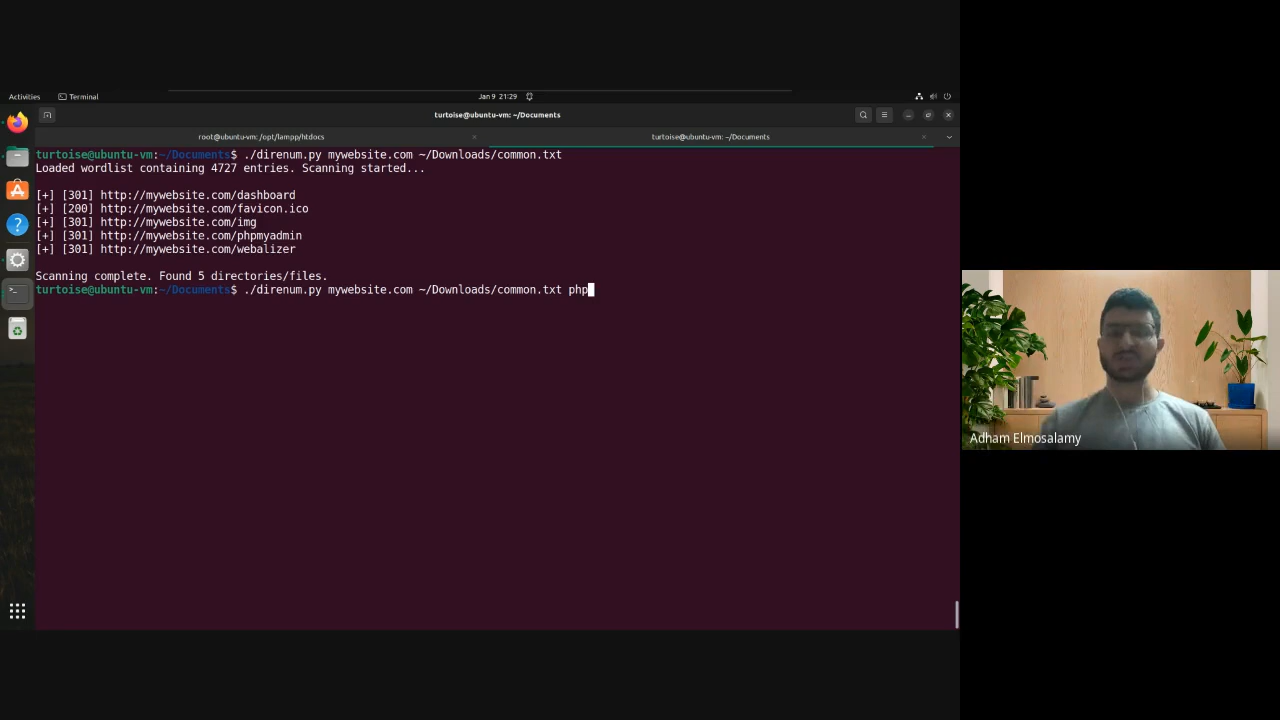 Activities
Terminal
Jan 9 21:29
turtoise@ubuntu-vm: ~/Documents
root@ubuntu-vm: /opt/lampp/htdocs
turtoise@ubuntu-vm: ~/Documents
turtoise@ubuntu-vm:~/Documents$ ./direnum.py mywebsite.com ~/Downloads/common.txt
Loaded wordlist containing 4727 entries. Scanning started...
[+] [301] http://mywebsite.com/dashboard
[+] [200] http://mywebsite.com/favicon.ico
[+] [301] http://mywebsite.com/img
[+] [301] http://mywebsite.com/phpmyadmin
[+] [301] http://mywebsite.com/webalizer
Scanning complete. Found 5 directories/files.
turtoise@ubuntu-vm:~/Documents$ ./direnum.py mywebsite.com ~/Downloads/common.txt php
Adham Elmosalamy